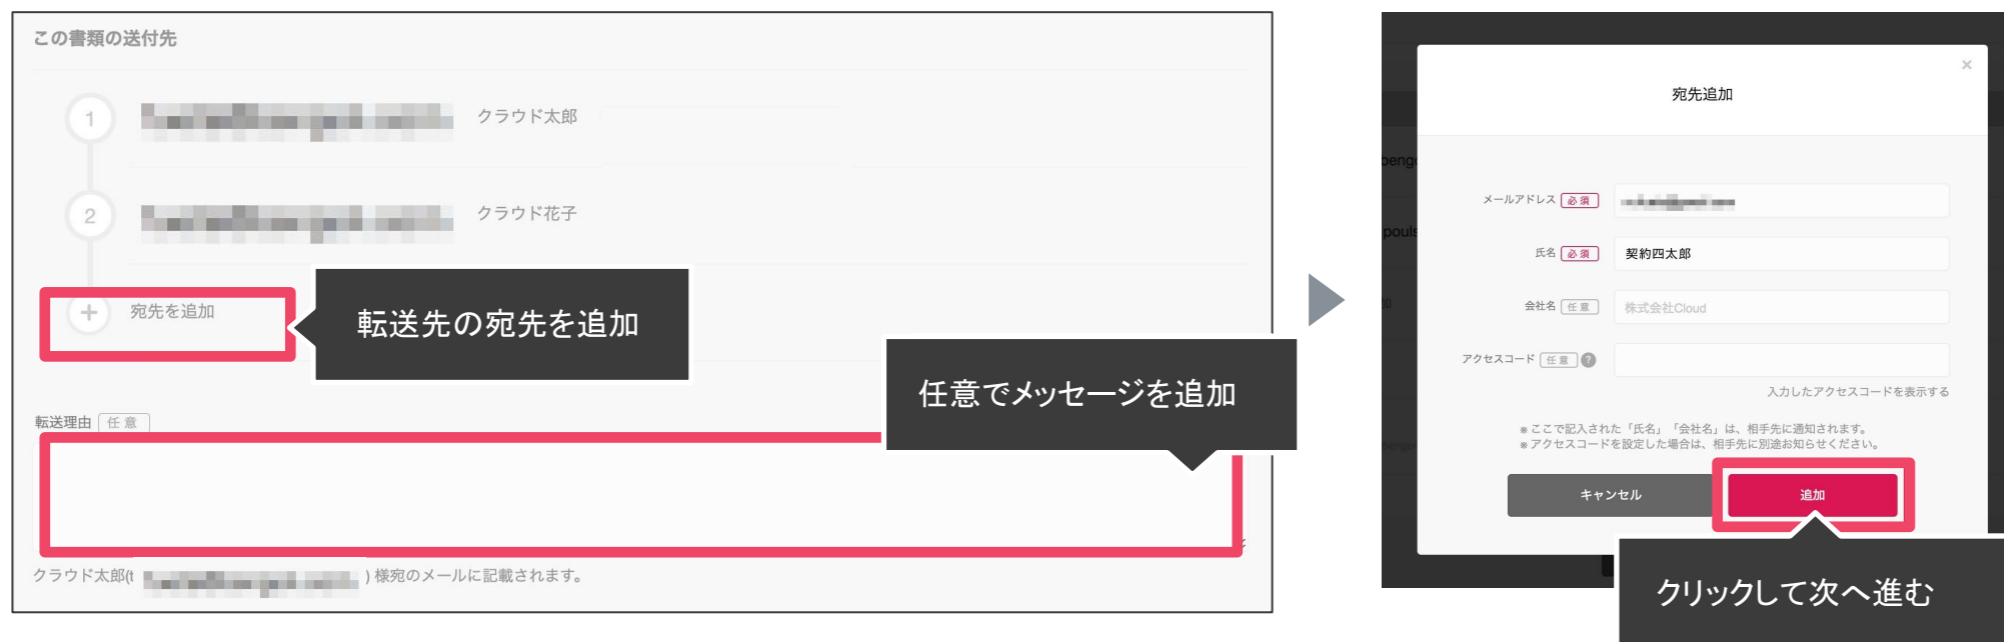 この書類の送付先
1
クラウド太郎
2
クラウド花子
+ 宛先を追加
転送先の宛先を追加
任意でメッセージを追加
転送理由 任意
クラウド太郎(t
) 様宛のメールに記載されます。
×
宛先追加
メールアドレス 必須
氏名 必須 契約四太郎
会社名 任意 株式会社Cloud
アクセスコード 任意 ?
入力したアクセスコードを表示する
※ ここで記入された「氏名」「会社名」は、相手先に通知されます。
※ アクセスコードを設定した場合は、相手先に別途お知らせください。
キャンセル
追加
クリックして次へ進む